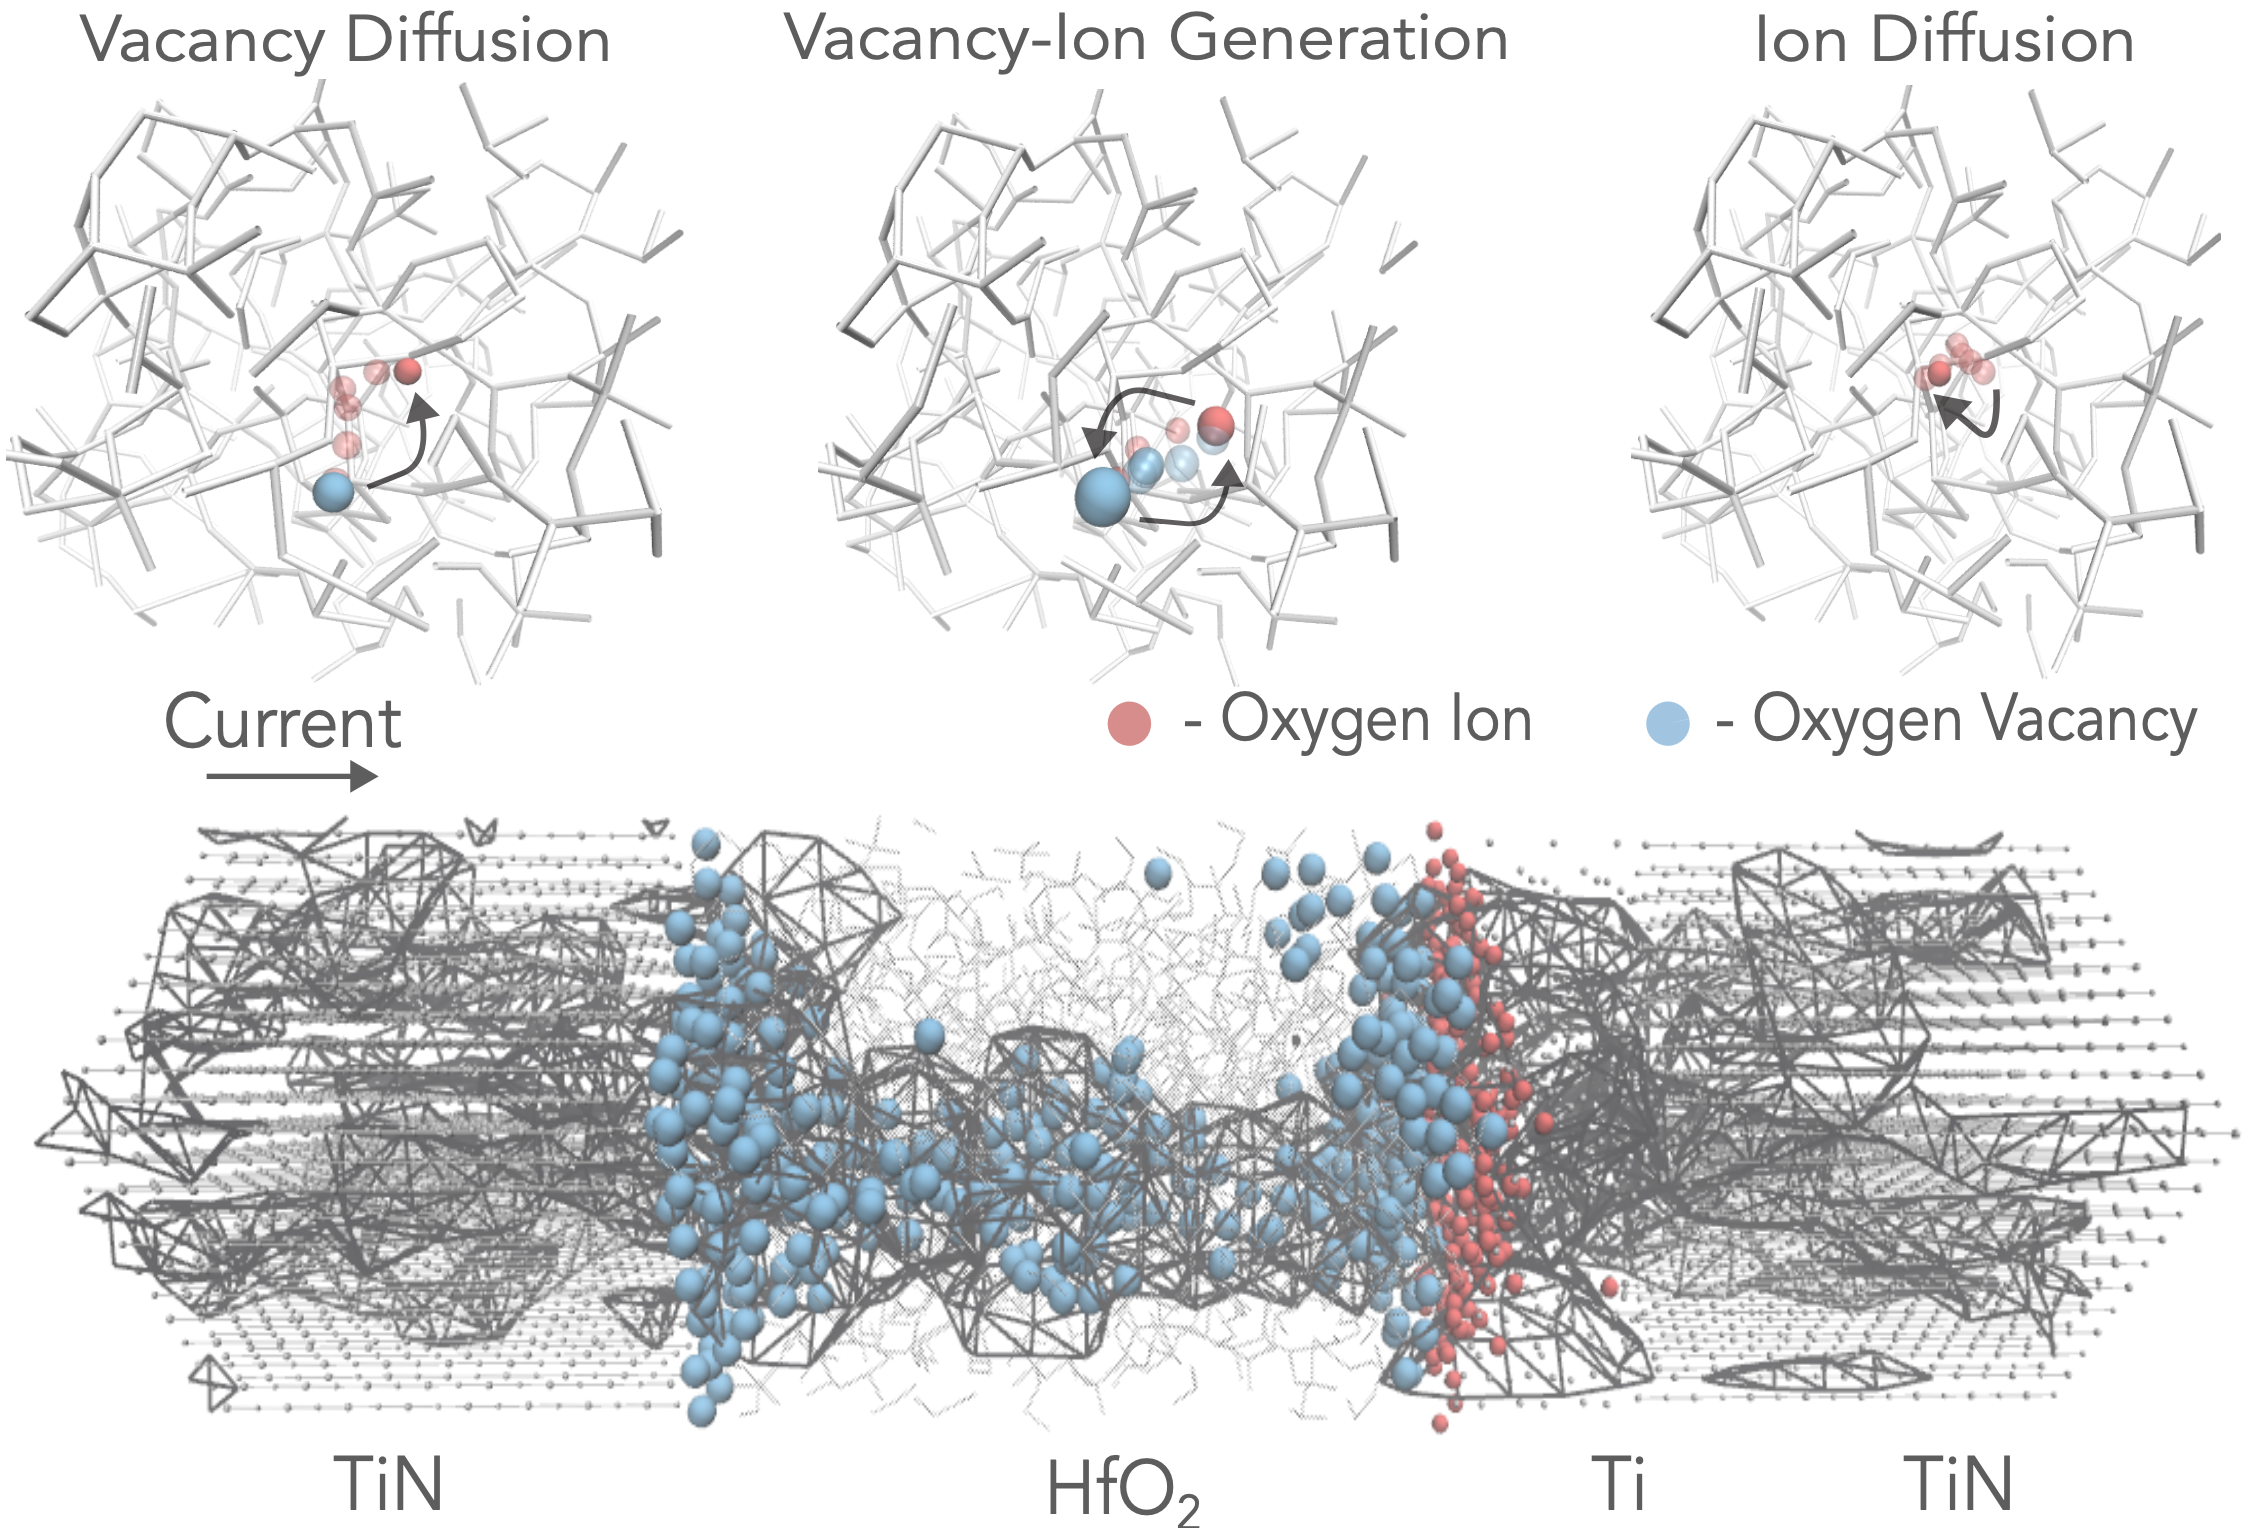 Vacancy Diffusion
Vacancy-Ion Generation
Ion Diffusion
Current
- Oxygen Ion
- Oxygen Vacancy
TiN
HfO₂
Ti
TiN